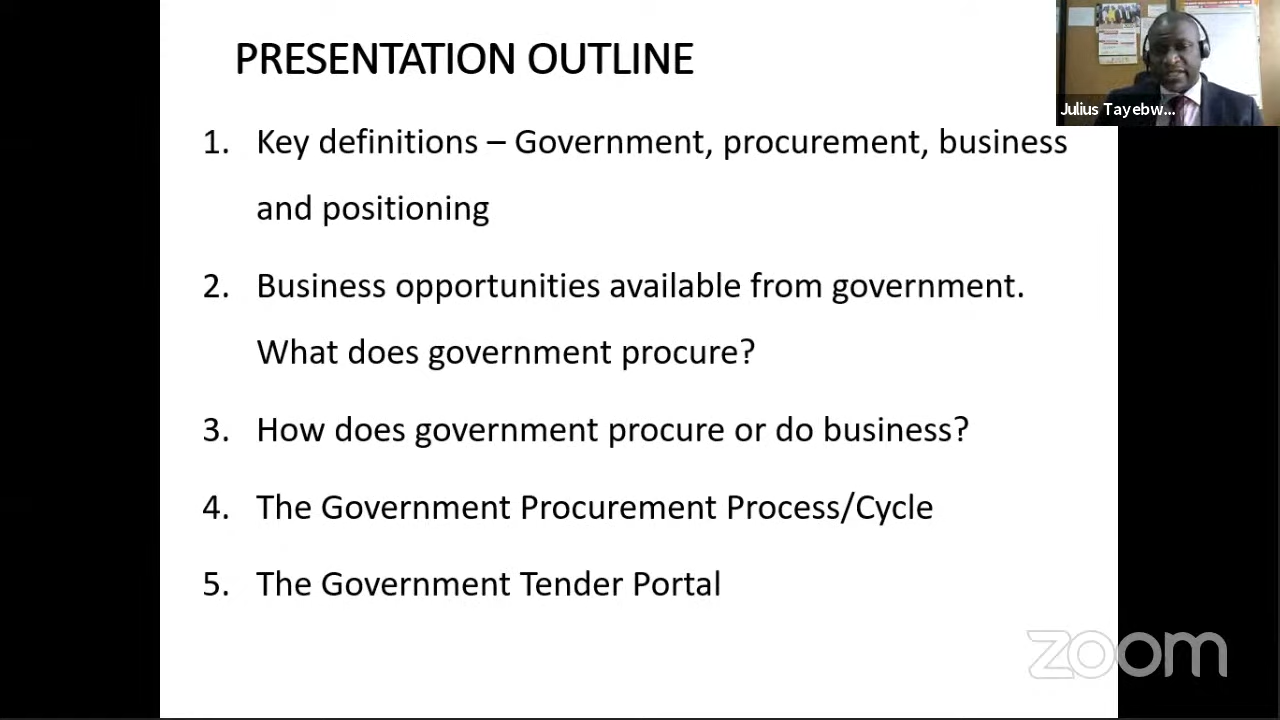 PRESENTATION OUTLINE
Julius Tayebw...
1. Key definitions – Government, procurement, business
and positioning
2. Business opportunities available from government.
What does government procure?
3. How does government procure or do business?
4. The Government Procurement Process/Cycle
5. The Government Tender Portal
zoom